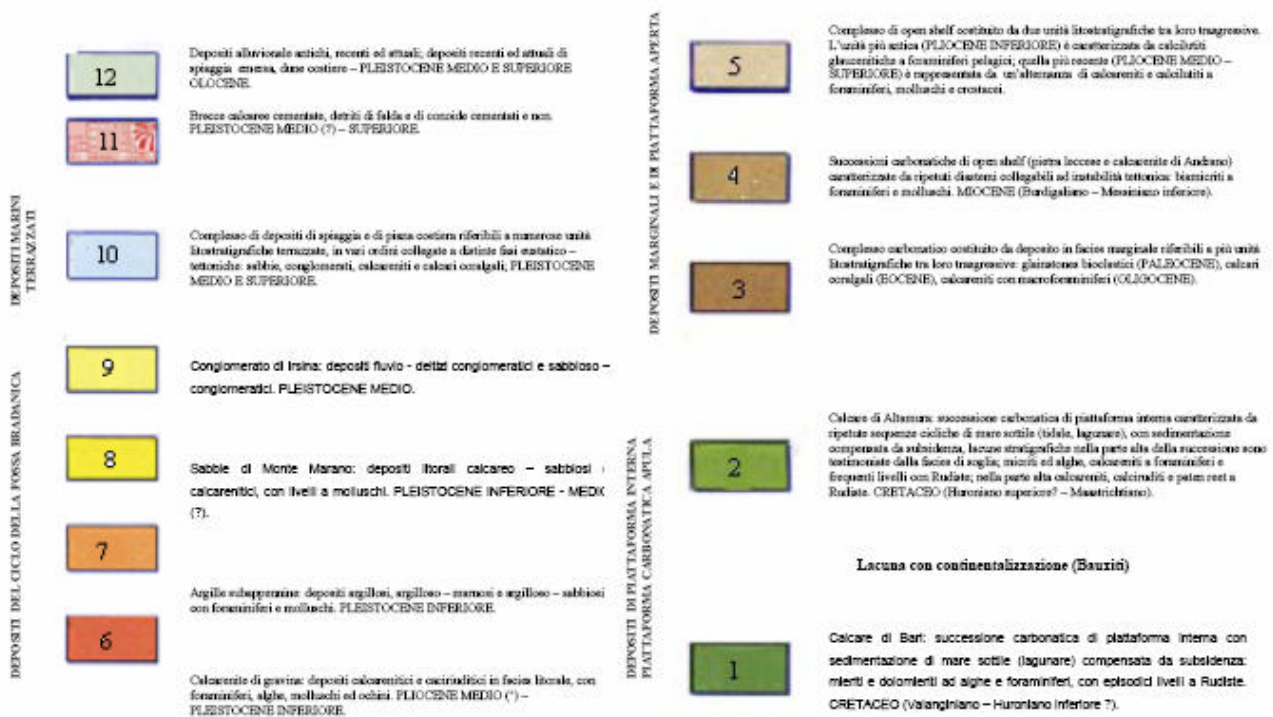 12
Depositi alluvionale antichi, recenti ed attuali; depositi recenti ed attuali di
spiaggia emersa, dune costiere – PLEISTOCENE MEDIO E SUPERIORE
OLOCENE.
11
Brecce calcaree cementate, detriti di falda e di conoide cementati e non.
PLEISTOCENE MEDIO (?) – SUPERIORE.
DEPOSITI MARINI
TERRAZZATI
10
Complesso di depositi di spiaggia e di piana costiera riferibili a numerose unità
litostratigrafiche terrazzate, in vari ordini collegate a distinte fasi eustatico –
tettoniche: sabbie, conglomerati, calcareniti e calcari coralgali; PLEISTOCENE
MEDIO E SUPERIORE.
DEPOSITI DEL CICLO DELLA FOSSA BRADANICA
9
Conglomerato di Irsina: depositi fluvio - deltizi conglomeratici e sabbioso –
conglomeratici. PLEISTOCENE MEDIO.
8
Sabbie di Monte Marano: depositi litorali calcareo – sabbiosi
calcarenitici, con livelli a molluschi. PLEISTOCENE INFERIORE - MEDIO
(?).
7
Argille subappennine: depositi argillosi, argilloso – marnosi e argilloso – sabbiosi
con foraminiferi e molluschi. PLEISTOCENE INFERIORE.
6
Calcarenite di gravina: depositi calcarenitici e caciriuditici in facies litorale, con
foraminiferi, alghe, molluschi ed echini. PLIOCENE MEDIO (") –
PLEISTOCENE INFERIORE.
DEPOSITI MARGINALI E DI PIATTAFORMA APERTA
5
Complesso di open shelf costituito da due unità litostratigrafiche tra loro trasgressive.
L'unità più antica (PLIOCENE INFERIORE) è caratterizzata da calcilutiti
glauconitiche a foraminiferi pelagici; quella più recente (PLIOCENE MEDIO –
SUPERIORE) è rappresentata da un'alternanza di calcareniti e calcilutiti a
foraminiferi, molluschi e crostacei.
4
Successioni carbonatiche di open shelf (pietra leccese e calcarenite di Andrano)
caratterizzate da ripetuti diastemi collegabili ad instabilità tettonica: biomicriti a
foraminiferi e molluschi. MIOCENE (Burdigaliano – Messiniano inferiore).
3
Complesso carbonatico costituito da deposito in facies marginale riferibili a più unità
litostratigrafiche tra loro trasgressive: glainstones bioclastici (PALEOCENE), calcari
coralgali (EOCENE), calcareniti con macroforaminiferi (OLIGOCENE).
DEPOSITI DI PIATTAFORMA INTERNA
PIATTAFORMA CARBONATICA APULA
2
Calcare di Altamura: successione carbonatica di piattaforma interna caratterizzata da
ripetute sequenze cicliche di mare sottile (tidale, lagunare), con sedimentazione
compensata da subsidenza, lacune stratigrafiche nella parte alta della successione sono
testimoniate dalla facies di soglia; micriti ed alghe, calcareniti a foraminiferi e
frequenti livelli con Rudiste; nella parte alta calcareniti, calciruditi e paten reet a
Rudiste. CRETACEO (Huroniano superiore? – Maastrichtiano).
Lacuna con continentalizzazione (Bauxiti)
1
Calcare di Bari: successione carbonatica di piattaforma interna con
sedimentazione di mare sottile (lagunare) compensata da subsidenza:
mieriti e dolomieriti ad alghe e foraminiferi, con episodici livelli a Rudiste.
CRETACEO (Valanginiano – Huroniano inferiore ?).